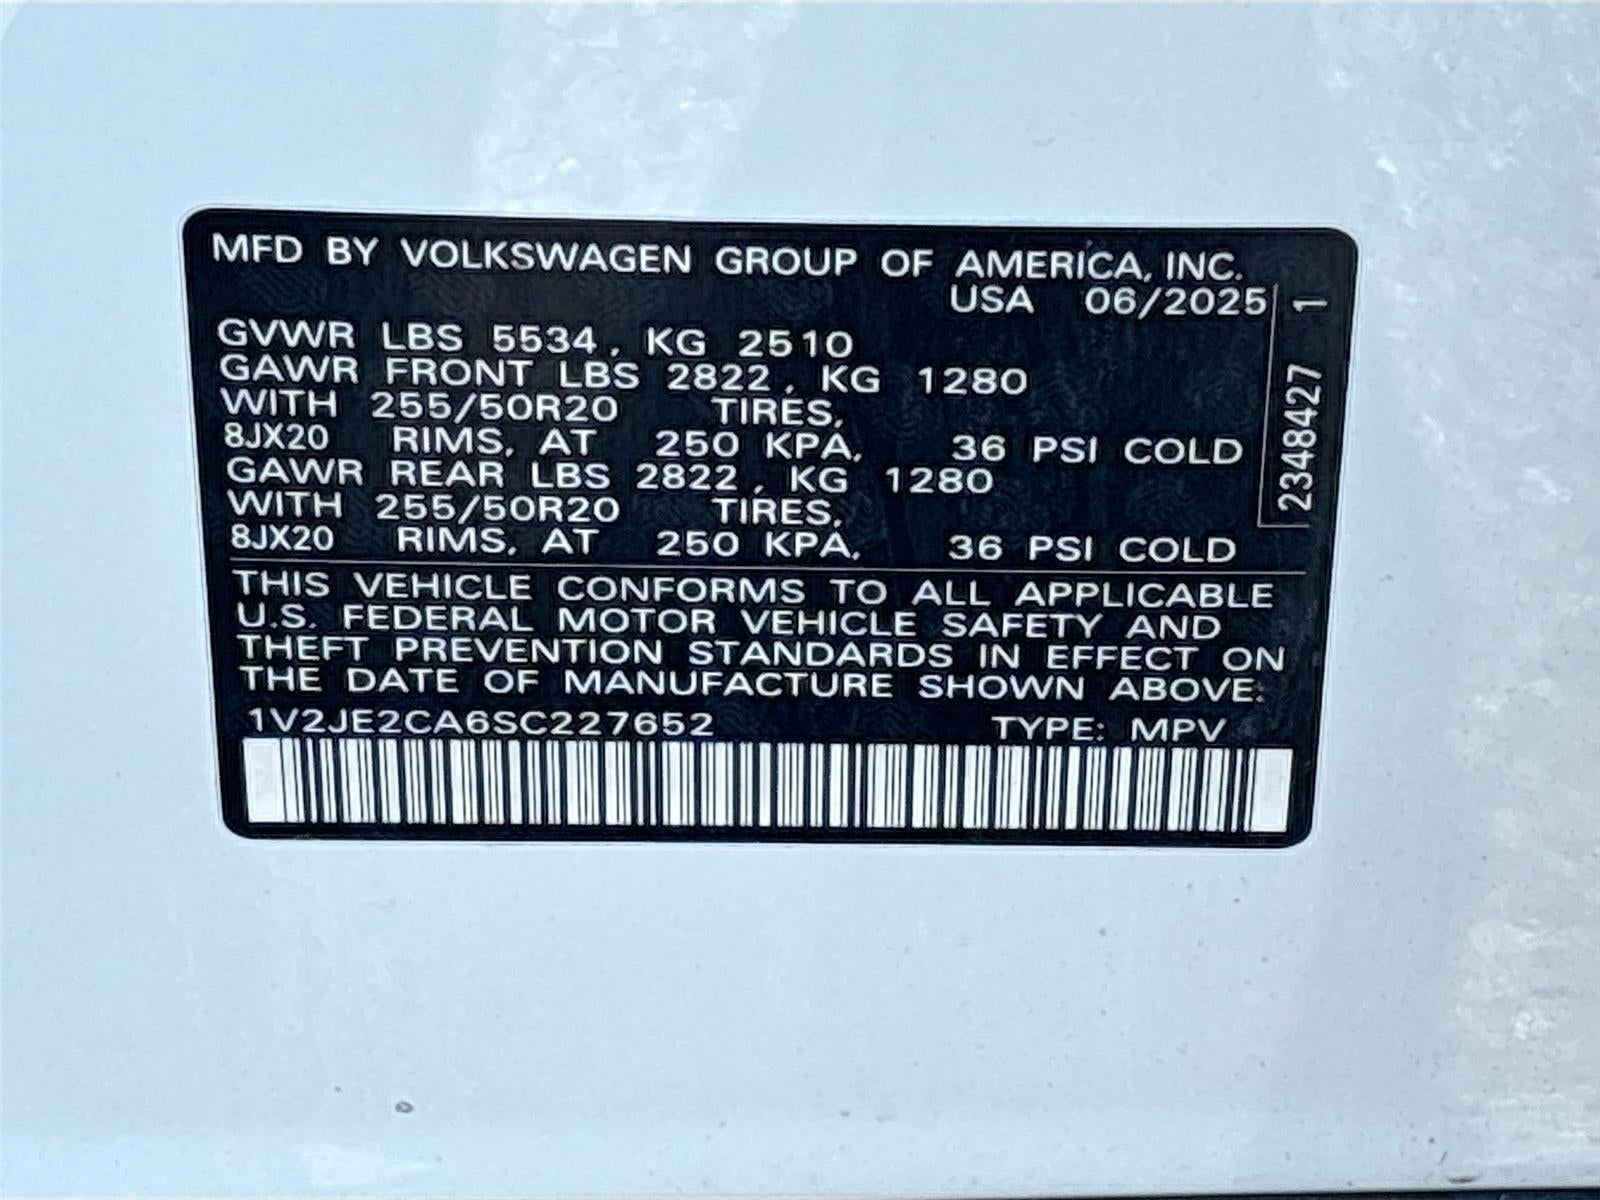 MFD BY VOLKSWAGEN GROUP OF AMERICA, INC.
USA 06/2025
GVWR LBS 5534, KG 2510
GAWR FRONT LBS 2822, KG 1280
WITH 255/50R20 TIRES,
8JX20 RIMS, AT 250 KPA, 36 PSI COLD
GAWR REAR LBS 2822, KG 1280
WITH 255/50R20 TIRES,
8JX20 RIMS, AT 250 KPA, 36 PSI COLD
THIS VEHICLE CONFORMS TO ALL APPLICABLE
U.S. FEDERAL MOTOR VEHICLE SAFETY AND
THEFT PREVENTION STANDARDS IN EFFECT ON
THE DATE OF MANUFACTURE SHOWN ABOVE:
1V2JE2CA6SC227652 TYPE: MPV
2348427 1